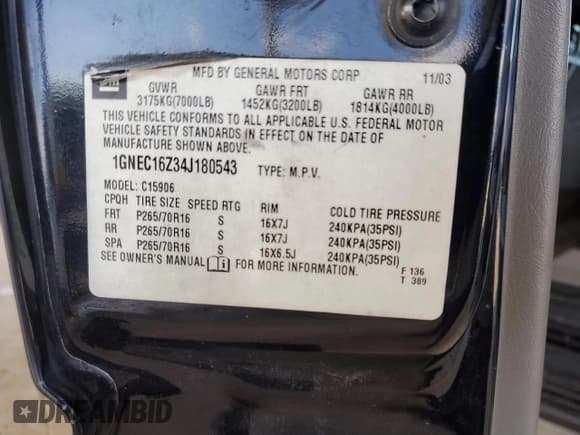 MFD BY GENERAL MOTORS CORP 11/03
GVWR GAWR FRT GAWR RR
3175KG(7000LB) 1452KG(3200LB) 1814KG(4000LB)
THIS VEHICLE CONFORMS TO ALL APPLICABLE U.S. FEDERAL MOTOR
VEHICLE SAFETY STANDARDS IN EFFECT ON THE DATE OF
MANUFACTURE SHOWN ABOVE.
1GNEC16Z34J180543 TYPE: M.P.V.
MODEL: C15906
CPQH TIRE SIZE SPEED RTG RIM COLD TIRE PRESSURE
FRT P265/70R16 S 16X7J 240KPA(35PSI)
RR P265/70R16 S 16X7J 240KPA(35PSI)
SPA P265/70R16 S 16X6.5J 240KPA(35PSI)
SEE OWNER'S MANUAL i FOR MORE INFORMATION.
F 136
T 389
DREAMBID